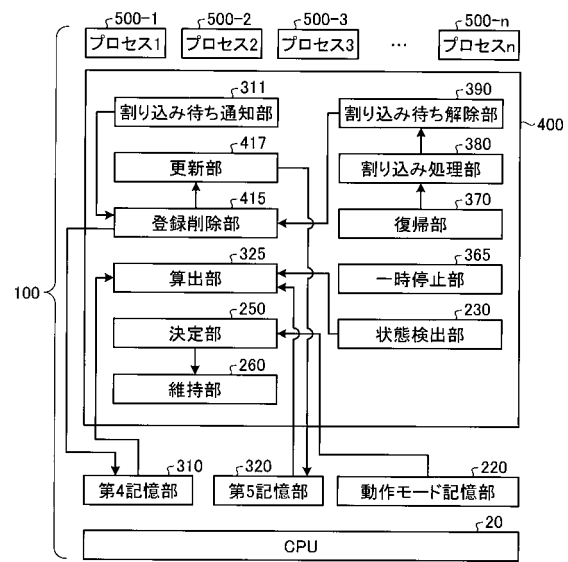 500-1 500-2 500-3 500-n
プロセス1 プロセス2 プロセス3 … プロセスn
311 390
割り込み待ち通知部 割り込み待ち解除部
400
417 380
更新部 割り込み処理部
415 370
登録削除部 復帰部
325 365
算出部 一時停止部
100
250 230
決定部 状態検出部
260
維持部
310 320 220
第4記憶部 第5記憶部 動作モード記憶部
20
CPU